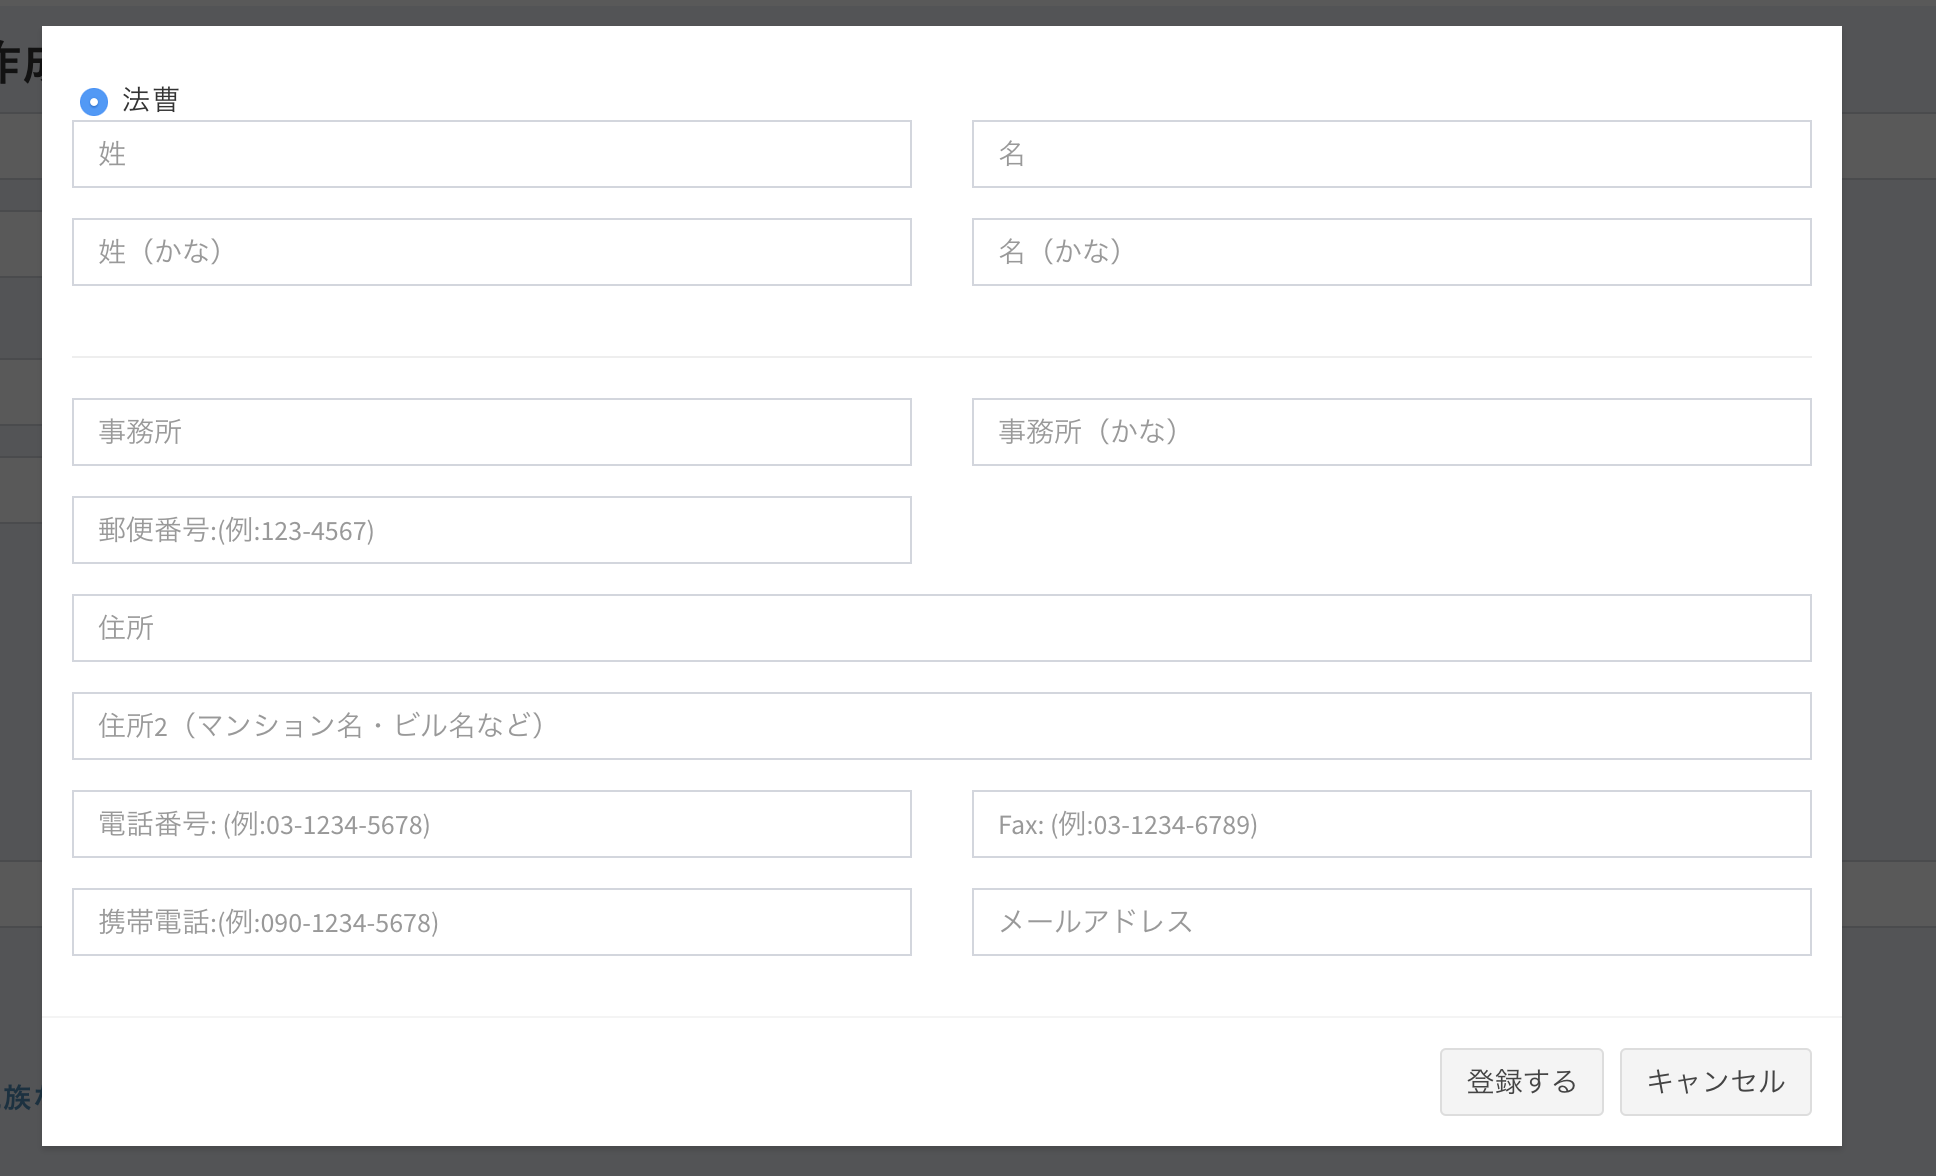 作成
法曹
姓
名
姓（かな）
名（かな）
事務所
事務所（かな）
郵便番号:(例:123-4567)
住所
住所2（マンション名・ビル名など）
電話番号: (例:03-1234-5678)
Fax: (例:03-1234-6789)
携帯電話:(例:090-1234-5678)
メールアドレス
族
登録する
キャンセル